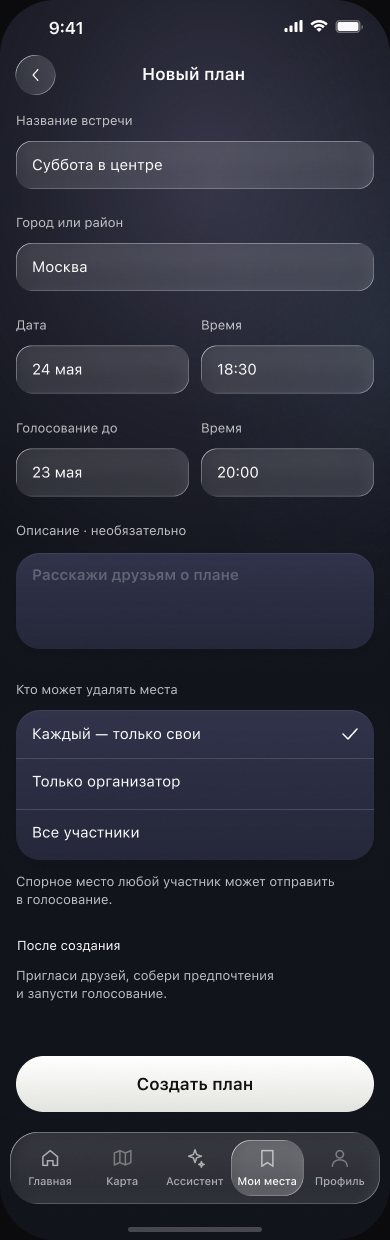 9:41
Новый план
Название встречи
Суббота в центре
Город или район
Москва
Дата Время
24 мая 18:30
Голосование до Время
23 мая 20:00
Описание · необязательно
Расскажи друзьям о плане
Кто может удалять места
Каждый — только свои
Только организатор
Все участники
Спорное место любой участник может отправить
в голосование.
После создания
Пригласи друзей, собери предпочтения
и запусти голосование.
Создать план
Главная Карта Ассистент Мои места Профиль